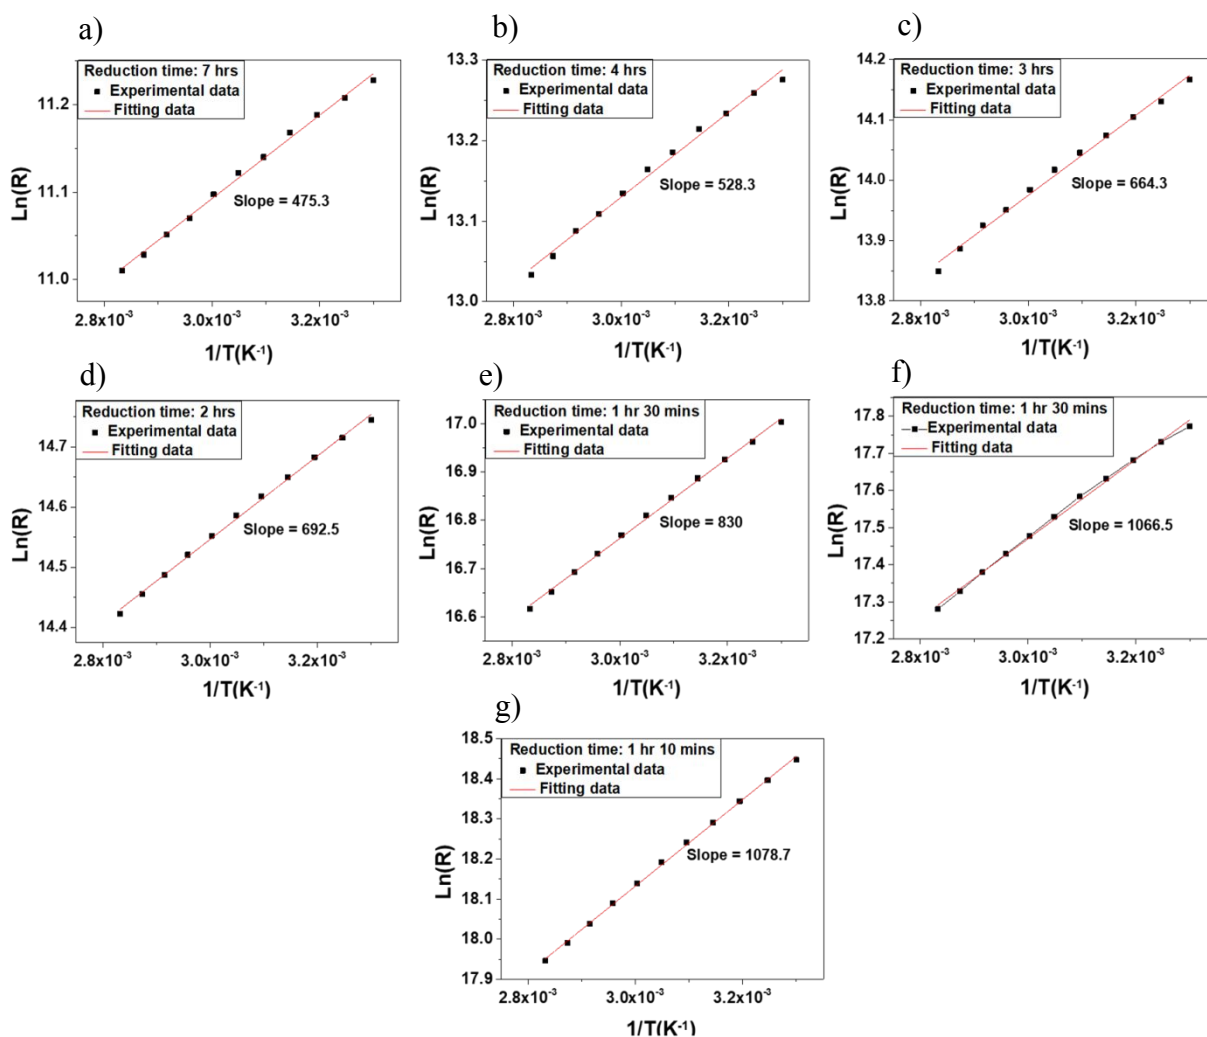 a)
Reduction time: 7 hrs
Experimental data
Fitting data
11.2
11.1
11.0
Ln(R)
Slope = 475.3
2.8x10⁻³
3.0x10⁻³
3.2x10⁻³
1/T(K⁻¹)
b)
Reduction time: 4 hrs
Experimental data
Fitting data
13.3
13.2
13.1
13.0
Ln(R)
Slope = 528.3
2.8x10⁻³
3.0x10⁻³
3.2x10⁻³
1/T(K⁻¹)
c)
Reduction time: 3 hrs
Experimental data
Fitting data
14.2
14.1
14.0
13.9
13.8
Ln(R)
Slope = 664.3
2.8x10⁻³
3.0x10⁻³
3.2x10⁻³
1/T(K⁻¹)
d)
Reduction time: 2 hrs
Experimental data
Fitting data
14.7
14.6
14.5
14.4
Ln(R)
Slope = 692.5
2.8x10⁻³
3.0x10⁻³
3.2x10⁻³
1/T(K⁻¹)
e)
Reduction time: 1 hr 30 mins
Experimental data
Fitting data
17.0
16.9
16.8
16.7
16.6
Ln(R)
Slope = 830
2.8x10⁻³
3.0x10⁻³
3.2x10⁻³
1/T(K⁻¹)
f)
Reduction time: 1 hr 30 mins
Experimental data
Fitting data
17.8
17.6
17.5
17.4
17.3
17.2
Ln(R)
Slope = 1066.5
2.8x10⁻³
3.0x10⁻³
3.2x10⁻³
1/T(K⁻¹)
g)
Reduction time: 1 hr 10 mins
Experimental data
Fitting data
18.5
18.4
18.3
18.2
18.1
18.0
17.9
Ln(R)
Slope = 1078.7
2.8x10⁻³
3.0x10⁻³
3.2x10⁻³
1/T(K⁻¹)